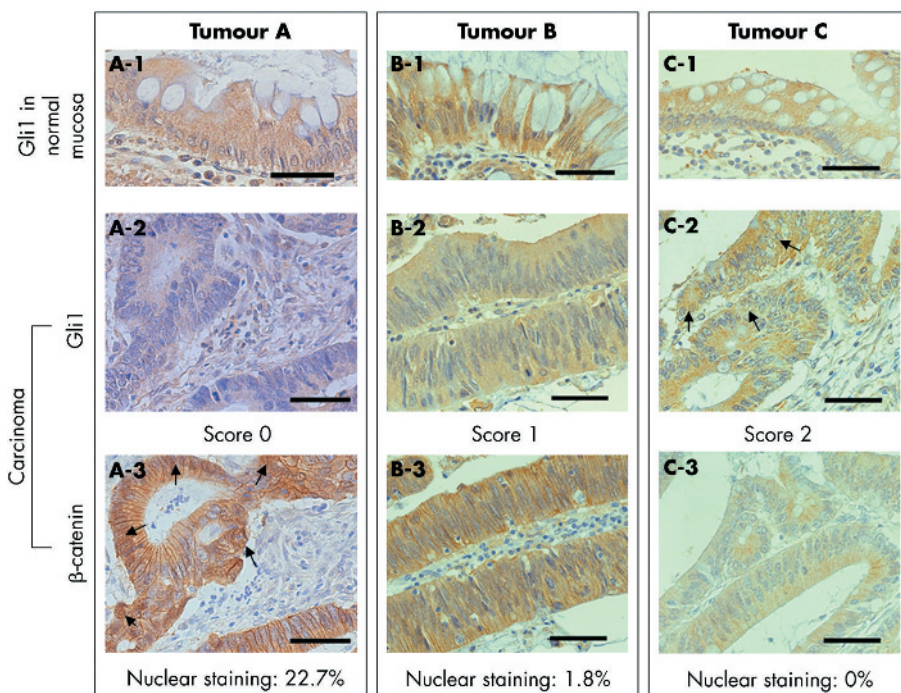 Tumour A
Tumour B
Tumour C
Gli1 in
normal
mucosa
A-1
B-1
C-1
Carcinoma
Gli1
A-2
B-2
C-2
Score 0
Score 1
Score 2
β-catenin
A-3
B-3
C-3
Nuclear staining: 22.7%
Nuclear staining: 1.8%
Nuclear staining: 0%